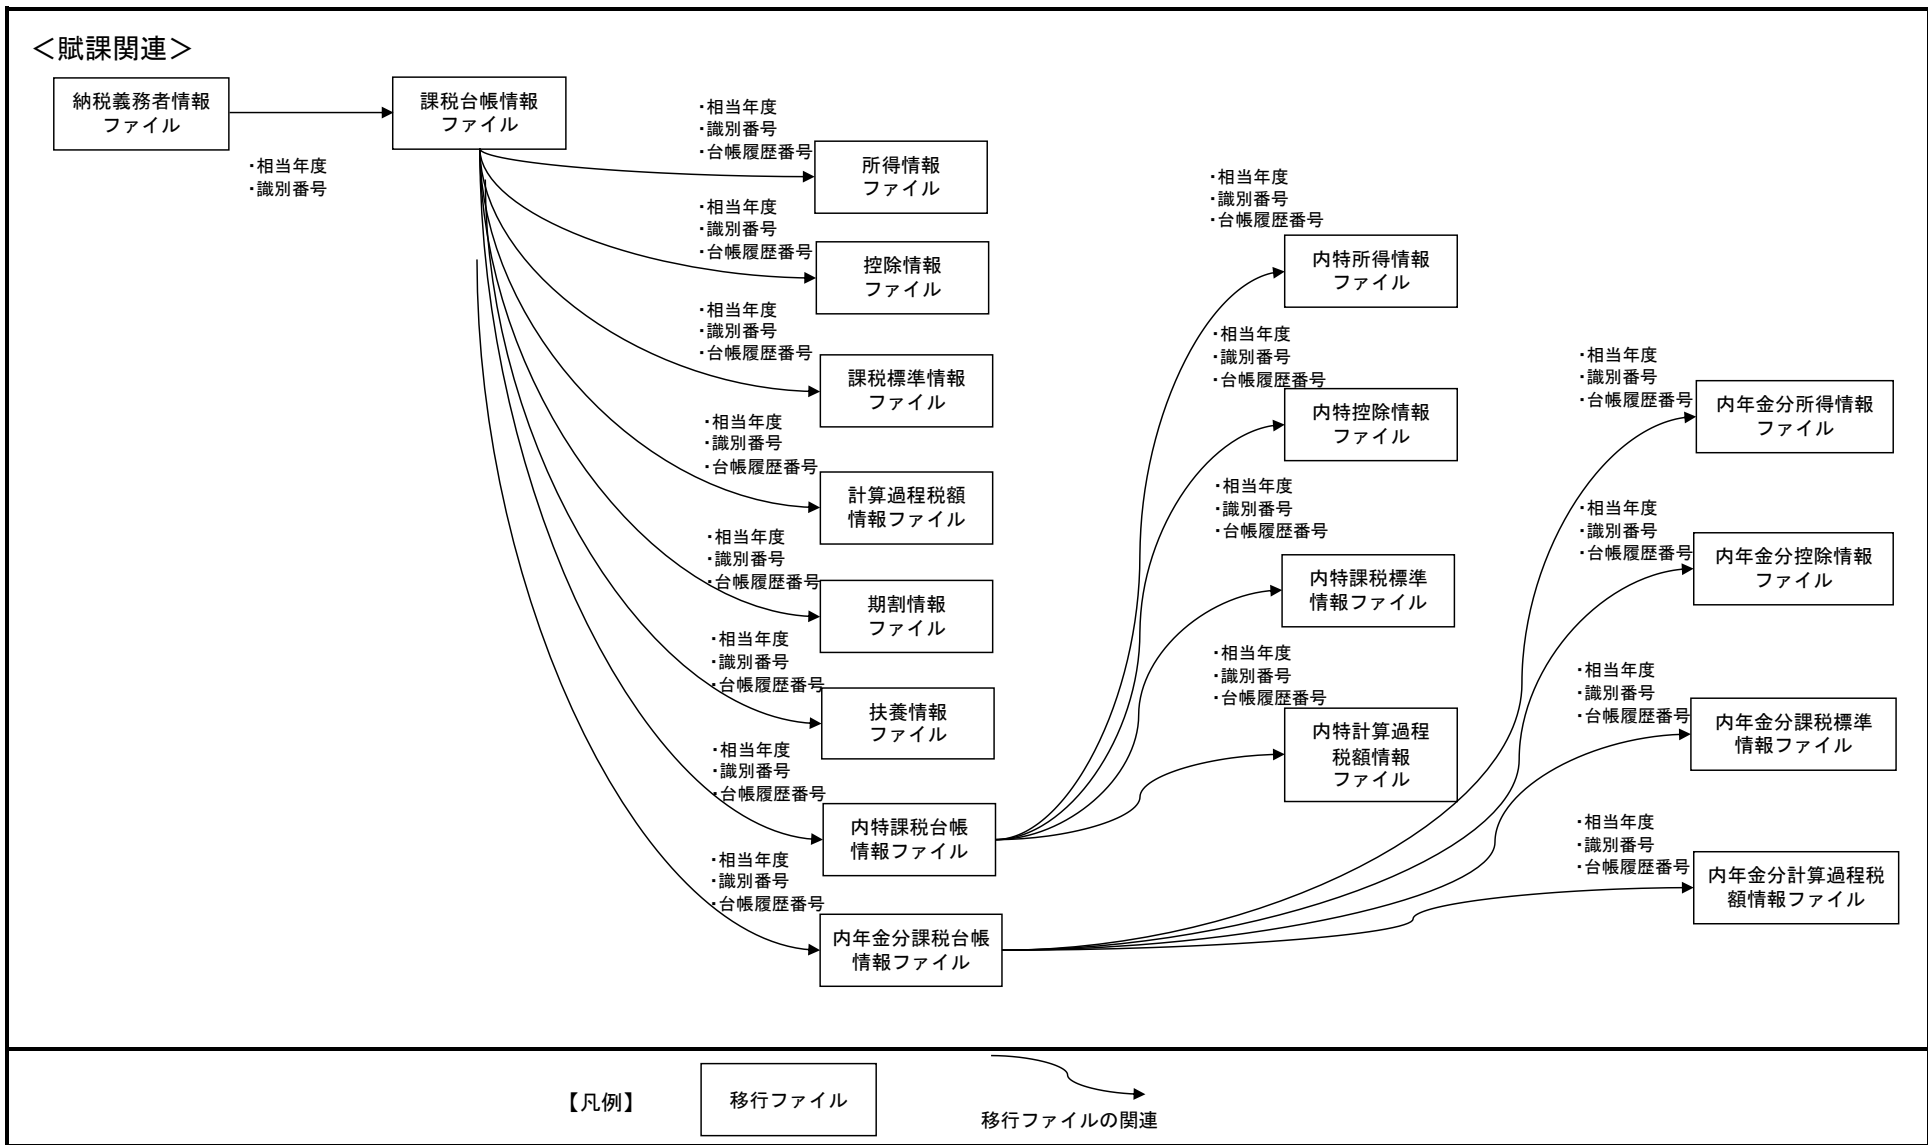 ＜賦課関連＞
納税義務者情報
ファイル
・相当年度
・識別番号
課税台帳情報
ファイル
・相当年度
・識別番号
・台帳履歴番号
所得情報
ファイル
・相当年度
・識別番号
・台帳履歴番号
控除情報
ファイル
・相当年度
・識別番号
・台帳履歴番号
課税標準情報
ファイル
・相当年度
・識別番号
・台帳履歴番号
計算過程税額
情報ファイル
・相当年度
・識別番号
・台帳履歴番号
期割情報
ファイル
・相当年度
・識別番号
・台帳履歴番号
扶養情報
ファイル
・相当年度
・識別番号
・台帳履歴番号
内特課税台帳
情報ファイル
・相当年度
・識別番号
・台帳履歴番号
内年金分課税台帳
情報ファイル
・相当年度
・識別番号
・台帳履歴番号
内特所得情報
ファイル
・相当年度
・識別番号
・台帳履歴番号
内特控除情報
ファイル
・相当年度
・識別番号
・台帳履歴番号
内特課税標準
情報ファイル
・相当年度
・識別番号
・台帳履歴番号
内特計算過程
税額情報
ファイル
・相当年度
・識別番号
・台帳履歴番号
内年金分所得情報
ファイル
・相当年度
・識別番号
・台帳履歴番号
内年金分控除情報
ファイル
・相当年度
・識別番号
・台帳履歴番号
内年金分課税標準
情報ファイル
・相当年度
・識別番号
・台帳履歴番号
内年金分計算過程税
額情報ファイル
【凡例】
移行ファイル
移行ファイルの関連